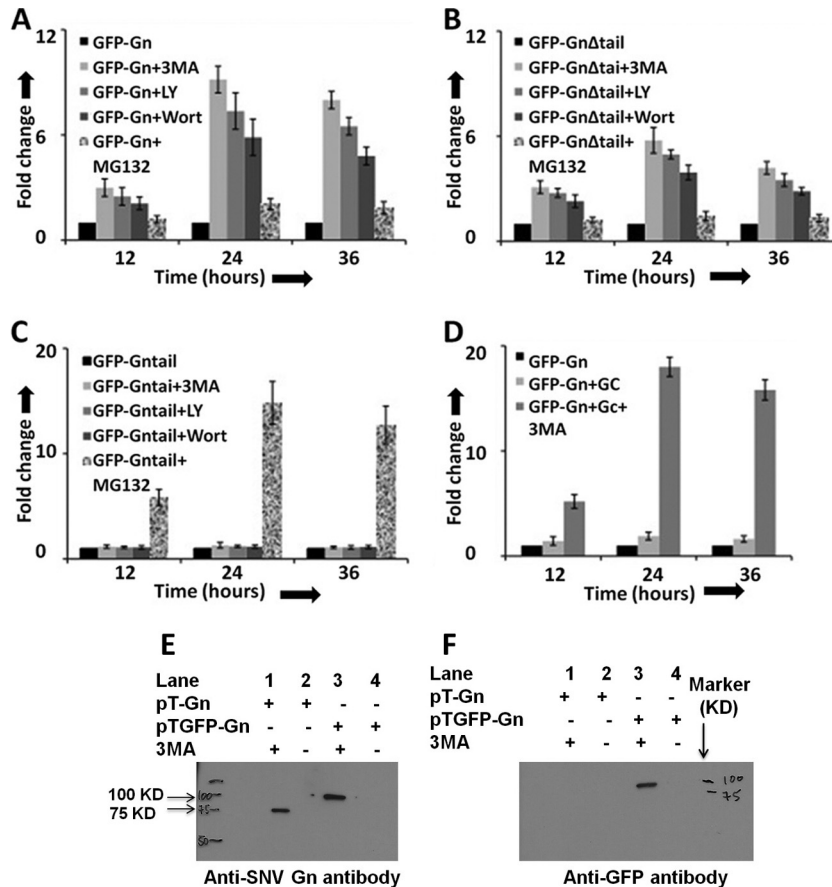 A
12
6
0
Fold change
GFP-Gn
GFP-Gn+3MA
GFP-Gn+LY
GFP-Gn+Wort
GFP-Gn+
MG132
12 24 36
Time (hours)
B
12
6
0
Fold change
GFP-GnΔtail
GFP-GnΔtai+3MA
GFP-GnΔtail+LY
GFP-GnΔtail+Wort
GFP-GnΔtail+
MG132
12 24 36
Time (hours)
C
20
10
0
Fold change
GFP-Gntail
GFP-Gntai+3MA
GFP-Gntail+LY
GFP-Gntail+Wort
GFP-Gntail+
MG132
12 24 36
Time (hours)
D
20
10
0
Fold change
GFP-Gn
GFP-Gn+GC
GFP-Gn+Gc+
3MA
12 24 36
Time (hours)
E
Lane 1 2 3 4
pT-Gn + + - -
pTGFP-Gn - - + +
3MA + - + -
100 KD
75 KD
100
75
50
Anti-SNV Gn antibody
F
Lane 1 2 3 4
pT-Gn + + - -
pTGFP-Gn - - + +
3MA + - + -
Marker
(KD)
100
75
Anti-GFP antibody